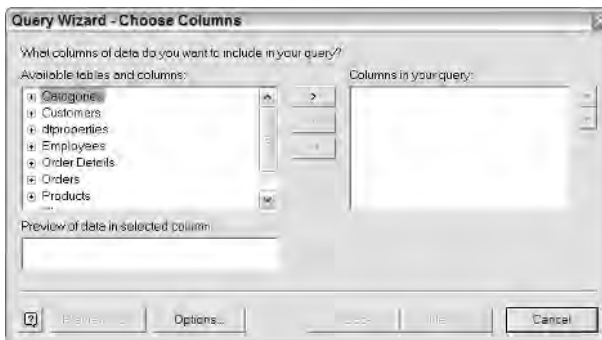 Query Wizard - Choose Columns
What columns of data do you want to include in your query?
Available tables and columns:
Columns in your query:
Categories
Customers
dtproperties
Employees
Order Details
Orders
Products
>
Preview of data in selected column:
?
Options...
Cancel